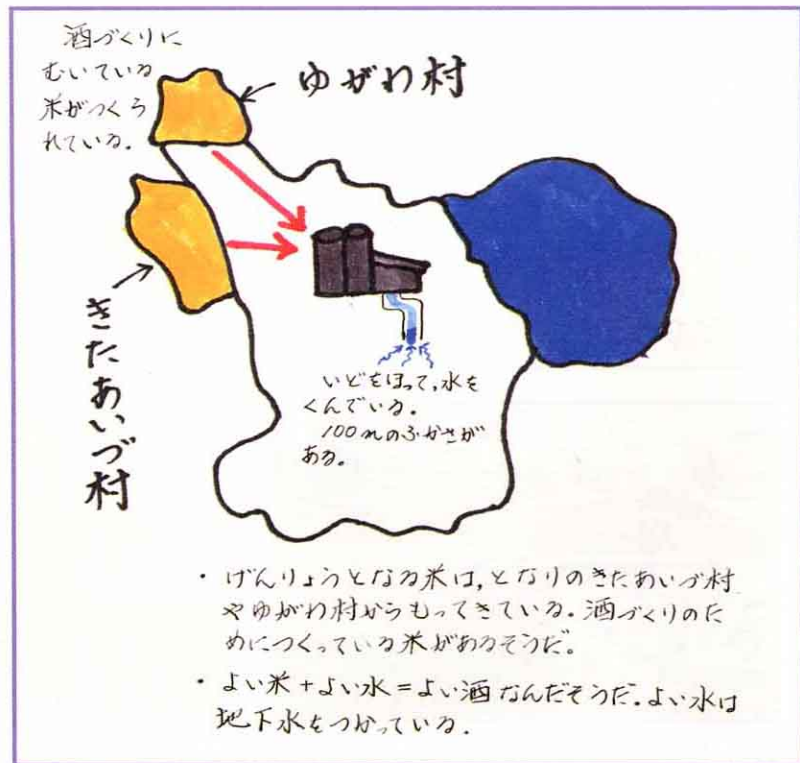 酒づくりに
むいている
米がつくら
れている。
ゆがわ村
きたあいづ村
いどをほって,水を
くんでいる。
100mのふかさが
ある。
・げんりょうとなる米は,となりのきたあいづ村
やゆがわ村からもってきている.酒づくりのた
めにつくっている米があるそうだ。
・よい米+よい水=よい酒なんだそうだ.よい水は
地下水をつかっている.